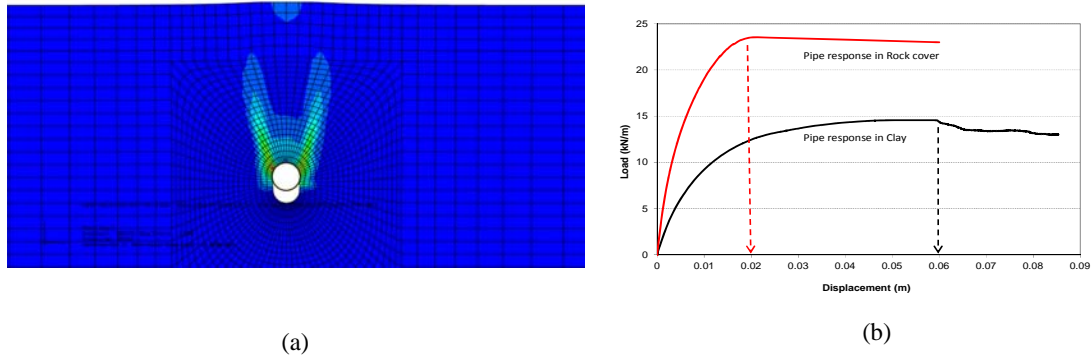 25
20
15
10
5
0
Load (kN/m)
Pipe response in Rock cover
Pipe response in Clay
0 0.01 0.02 0.03 0.04 0.05 0.06 0.07 0.08 0.09
Displacement (m)
(a)
(b)